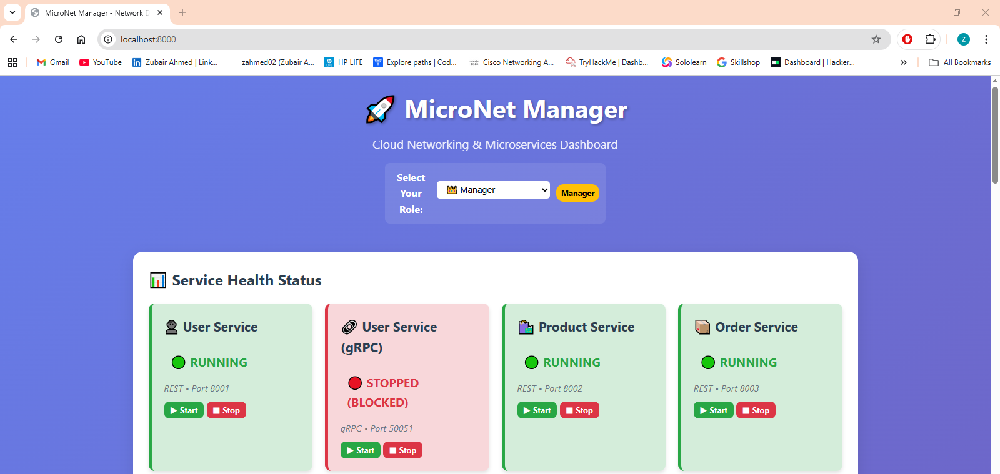 MicroNet Manager - Network D
localhost:8000
Z
Gmail
YouTube
Zubair Ahmed | Link...
zahmed02 (Zubair A...
HP LIFE
Explore paths | Cod...
Cisco Networking A...
TryHackMe | Dashb...
Sololearn
Skillshop
Dashboard | Hacker...
All Bookmarks
MicroNet Manager
Cloud Networking & Microservices Dashboard
Select
Your
Role:
Manager
Manager
Service Health Status
User Service
RUNNING
REST • Port 8001
Start
Stop
User Service
(gRPC)
STOPPED
(BLOCKED)
gRPC • Port 50051
Start
Stop
Product Service
RUNNING
REST • Port 8002
Start
Stop
Order Service
RUNNING
REST • Port 8003
Start
Stop